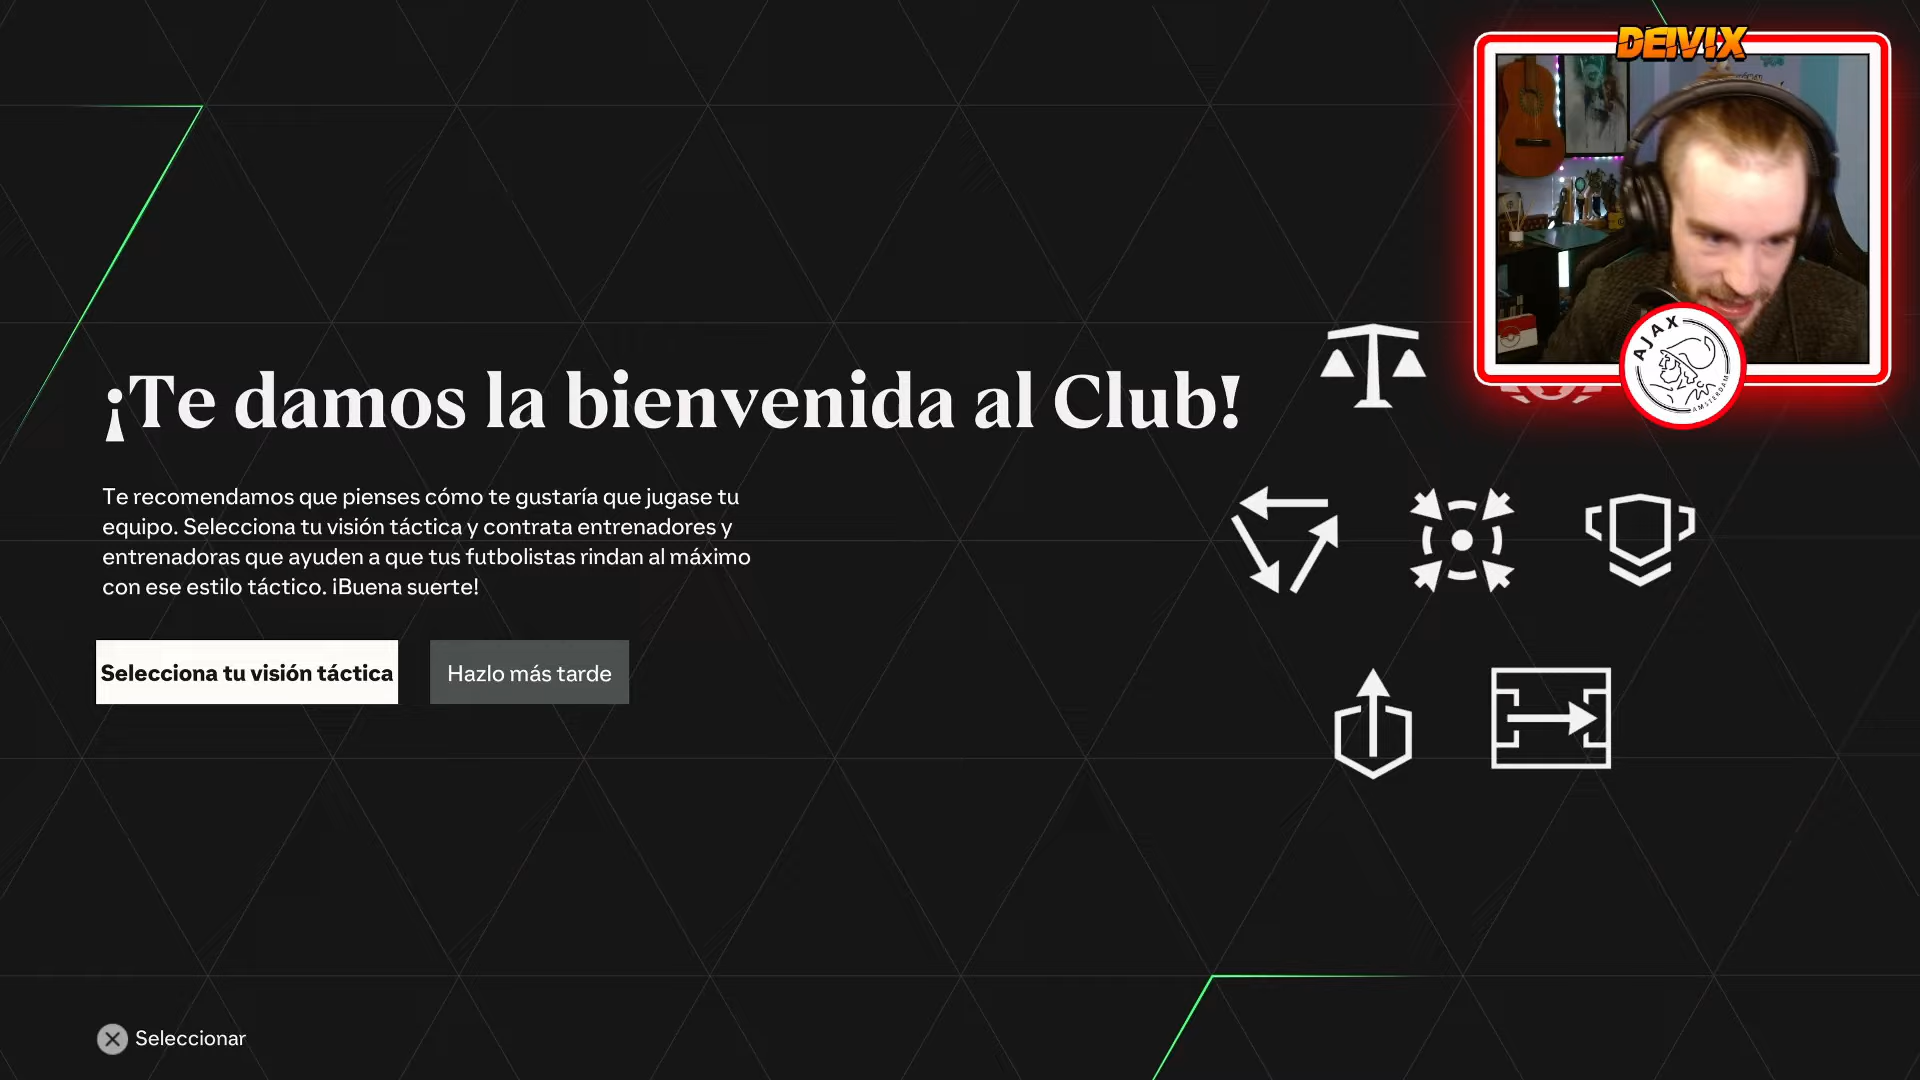 DEIVIX
AJAX
AMSTERDAM
¡Te damos la bienvenida al Club!
Te recomendamos que pienses cómo te gustaría que jugase tu
equipo. Selecciona tu visión táctica y contrata entrenadores y
entrenadoras que ayuden a que tus futbolistas rindan al máximo
con ese estilo táctico. ¡Buena suerte!
Selecciona tu visión táctica
Hazlo más tarde
Seleccionar